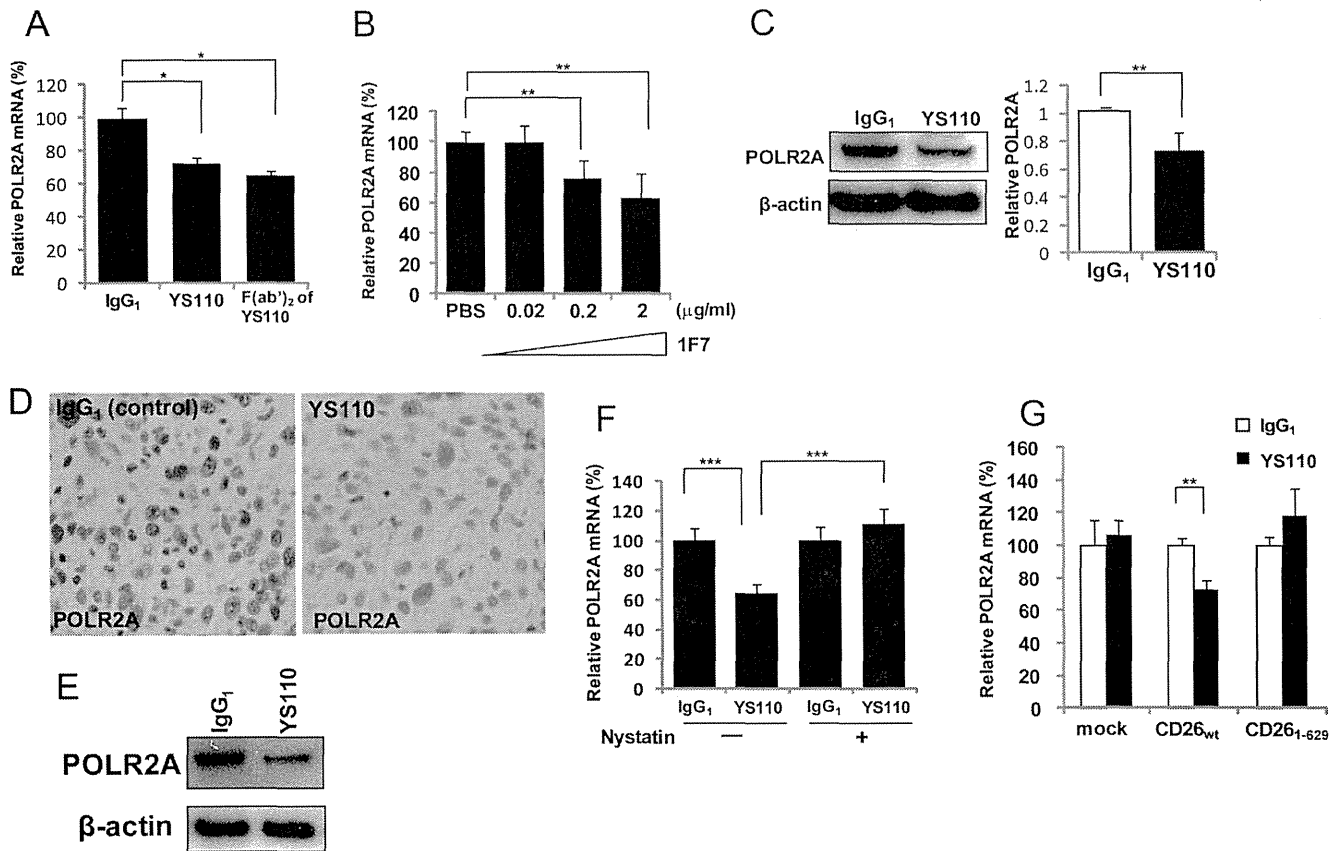 A
*
*
Relative POLR2A mRNA (%)
120
100
80
60
40
20
0
IgG1
YS110
F(ab')2 of
YS110
B
**
**
Relative POLR2A mRNA (%)
120
100
80
60
40
20
0
PBS
0.02
0.2
2
(μg/ml)
1F7
C
IgG1
YS110
POLR2A
β-actin
**
Relative POLR2A
1.2
1
0.8
0.6
0.4
0.2
0
IgG1
YS110
D
IgG1 (control)
POLR2A
YS110
POLR2A
E
IgG1
YS110
POLR2A
β-actin
F
***
***
Relative POLR2A mRNA (%)
140
120
100
80
60
40
20
0
IgG1
YS110
IgG1
YS110
Nystatin
—
+
G
IgG1
YS110
**
Relative POLR2A mRNA (%)
160
140
120
100
80
60
40
20
0
mock
CD26wt
CD261-629